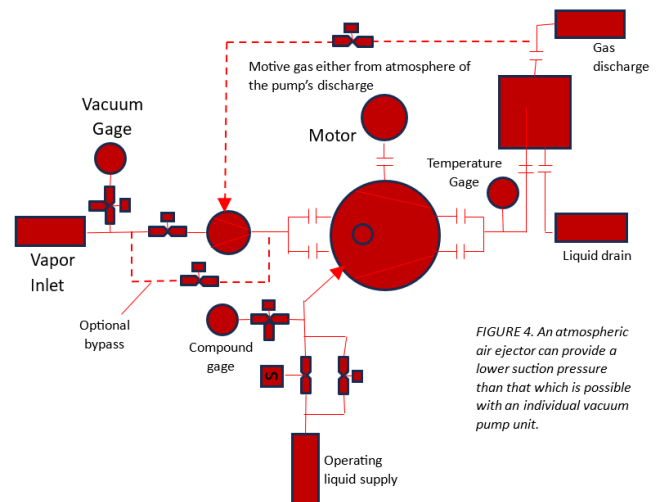 Gas
discharge
Motive gas either from atmosphere of
the pump's discharge
Vacuum
Gage
Motor
Temperature
Gage
Vapor
Inlet
Liquid drain
Optional
bypass
Compound
gage
S
FIGURE 4. An atmospheric
air ejector can provide a
lower suction pressure
than that which is possible
with an individual vacuum
pump unit.
Operating
liquid supply